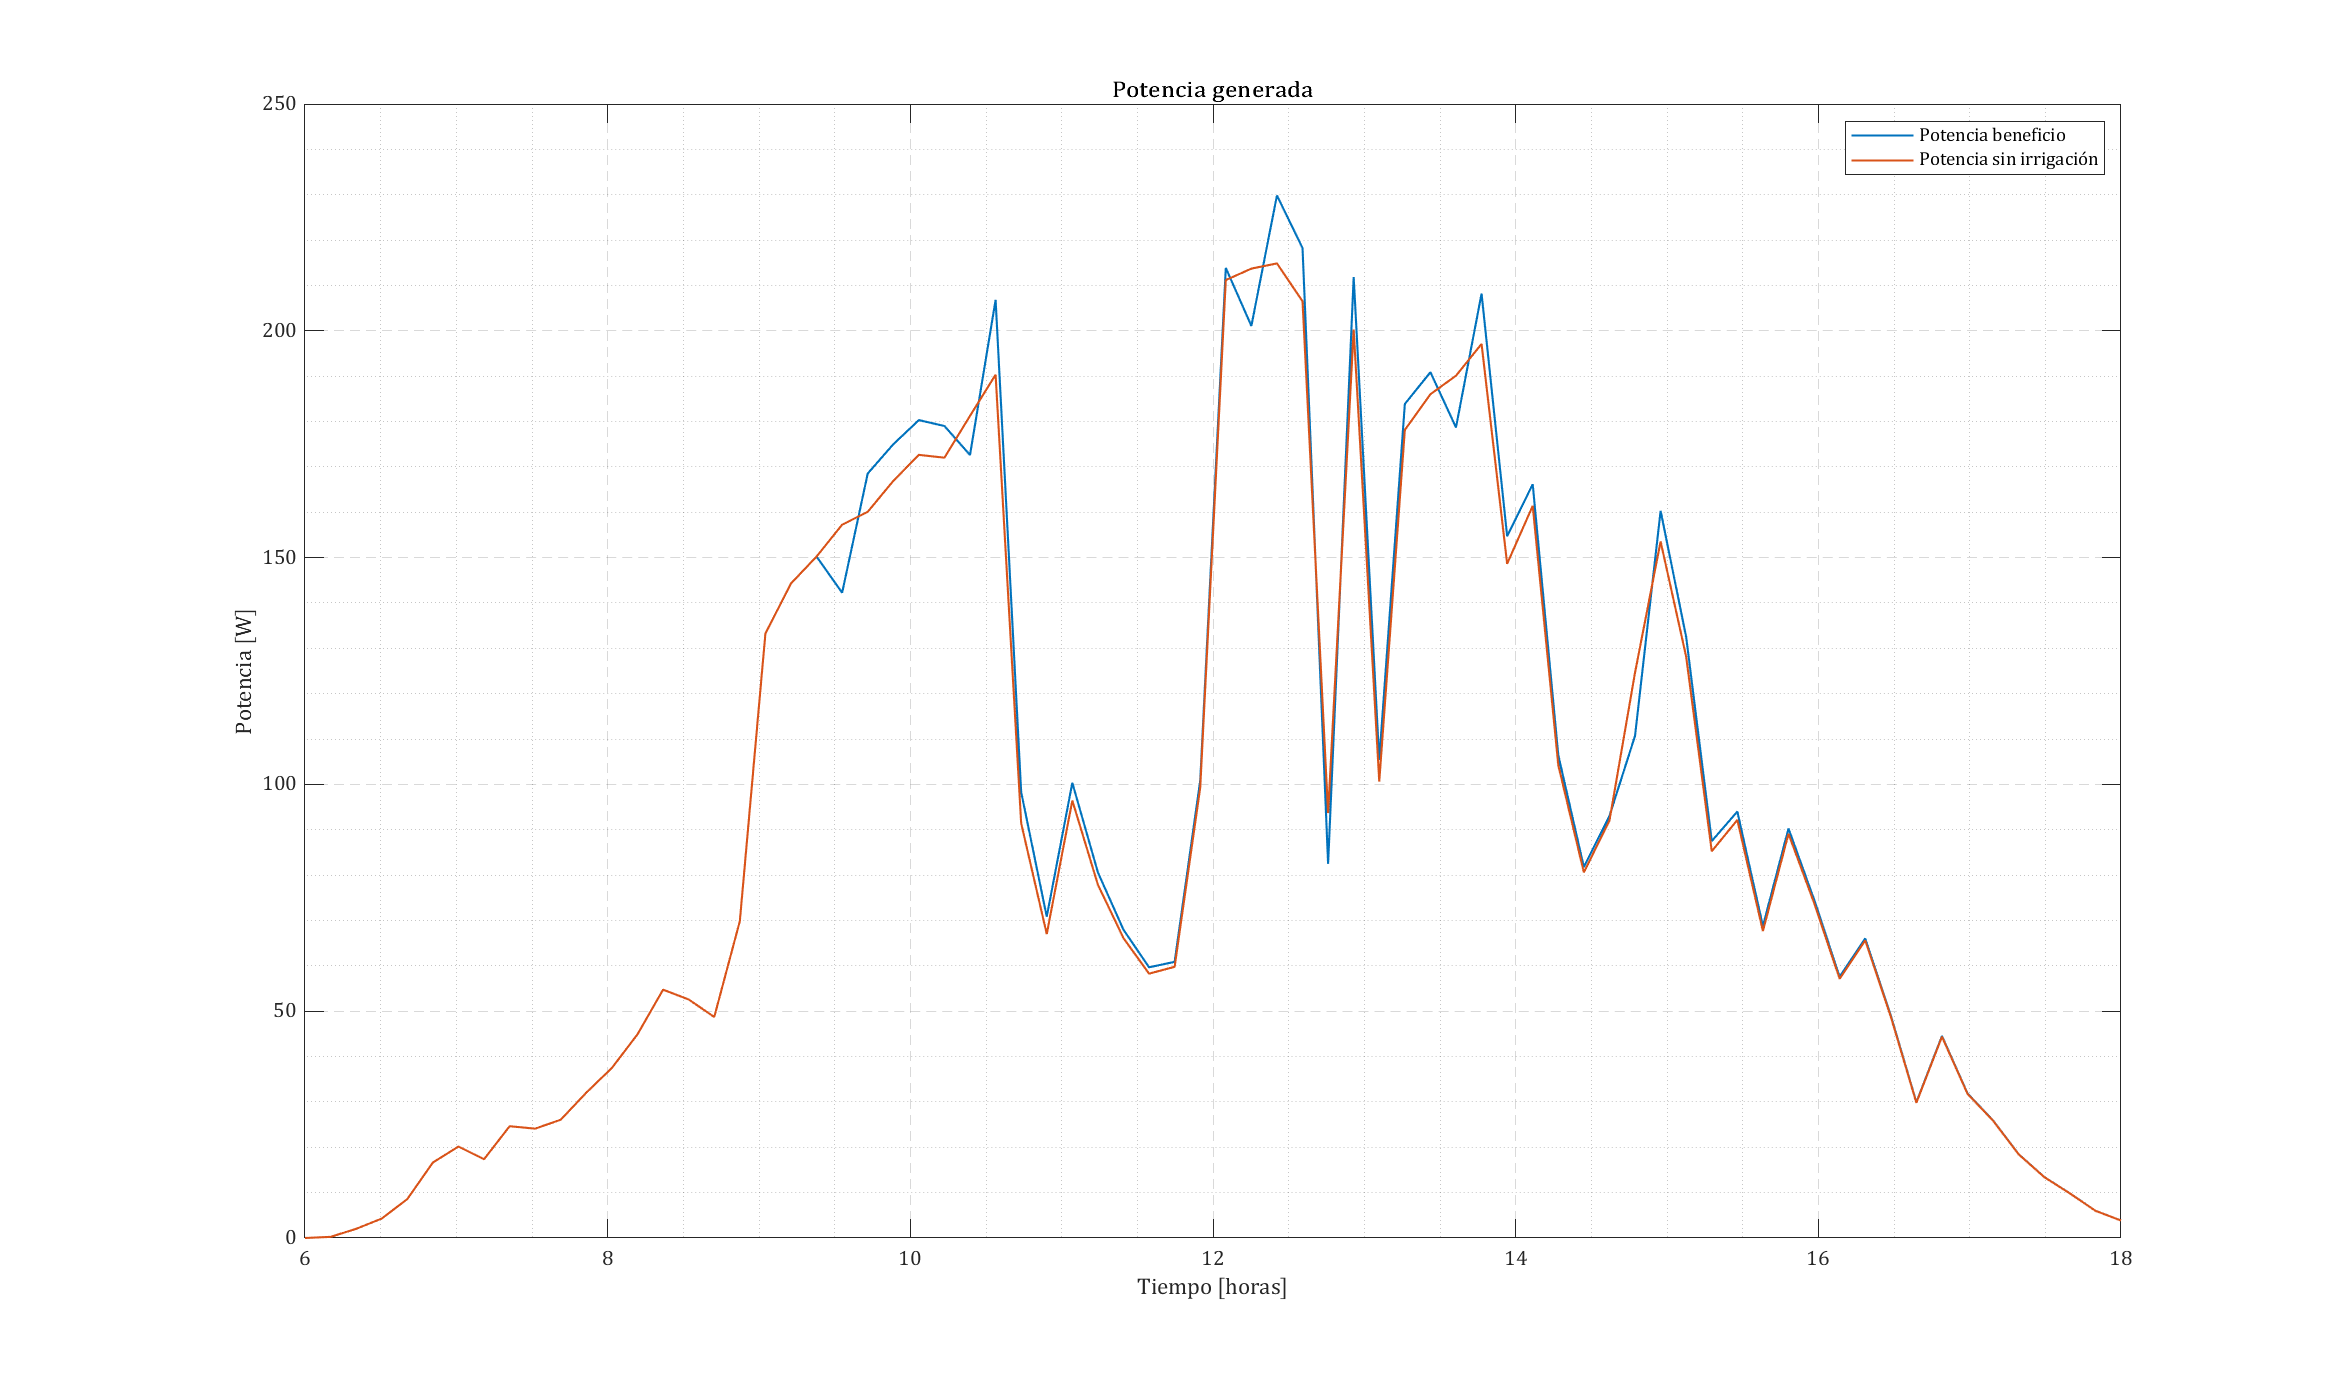 Potencia generada
250
200
150
100
50
0
6 8 10 12 14 16 18
Potencia [W]
Tiempo [horas]
Potencia beneficio
Potencia sin irrigación